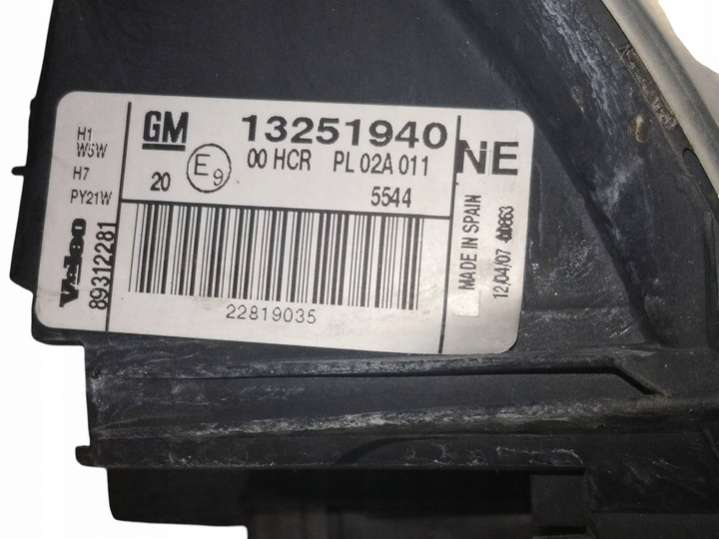 H1
W5W
H7
PY21W
Valeo
89312281
GM 13251940
00 HCR PL 02A 011
20 E9
5544
22819035
NE
MADE IN SPAIN
12/04/07